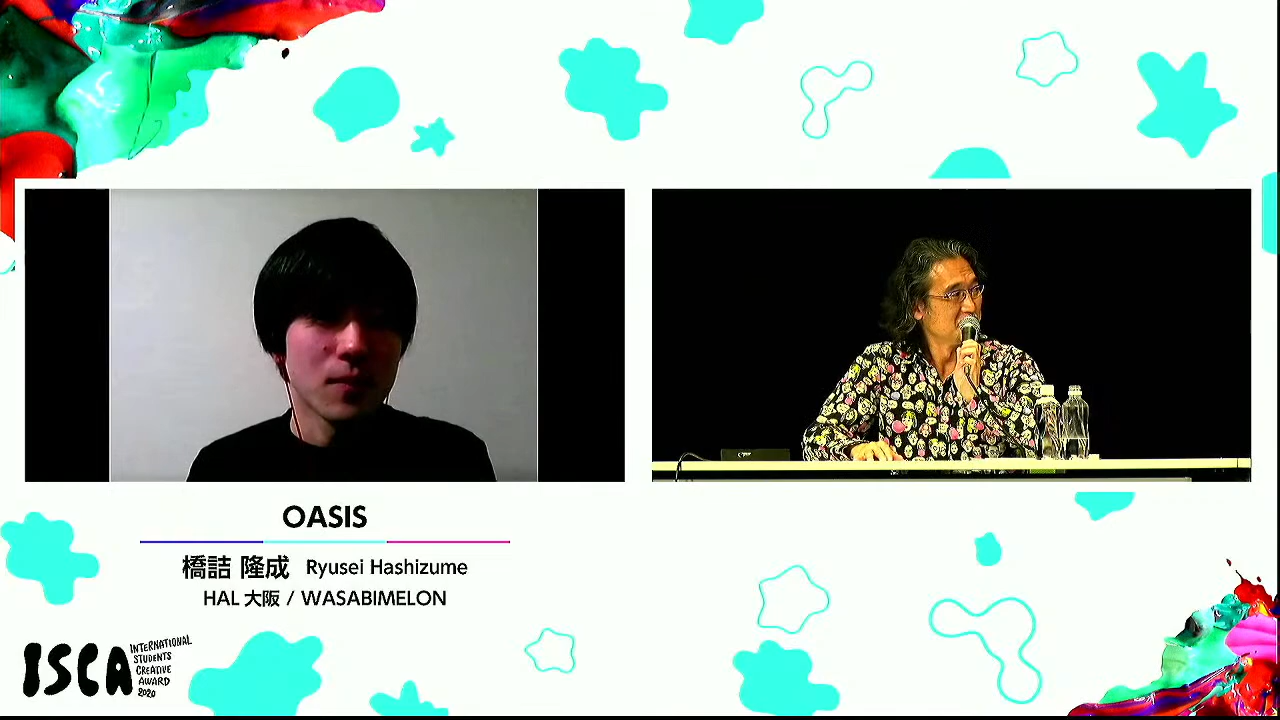 OASIS
橋詰 隆成 Ryusei Hashizume
HAL 大阪 / WASABIMELON
ISCA
INTERNATIONAL
STUDENTS
CREATIVE
AWARD
2020